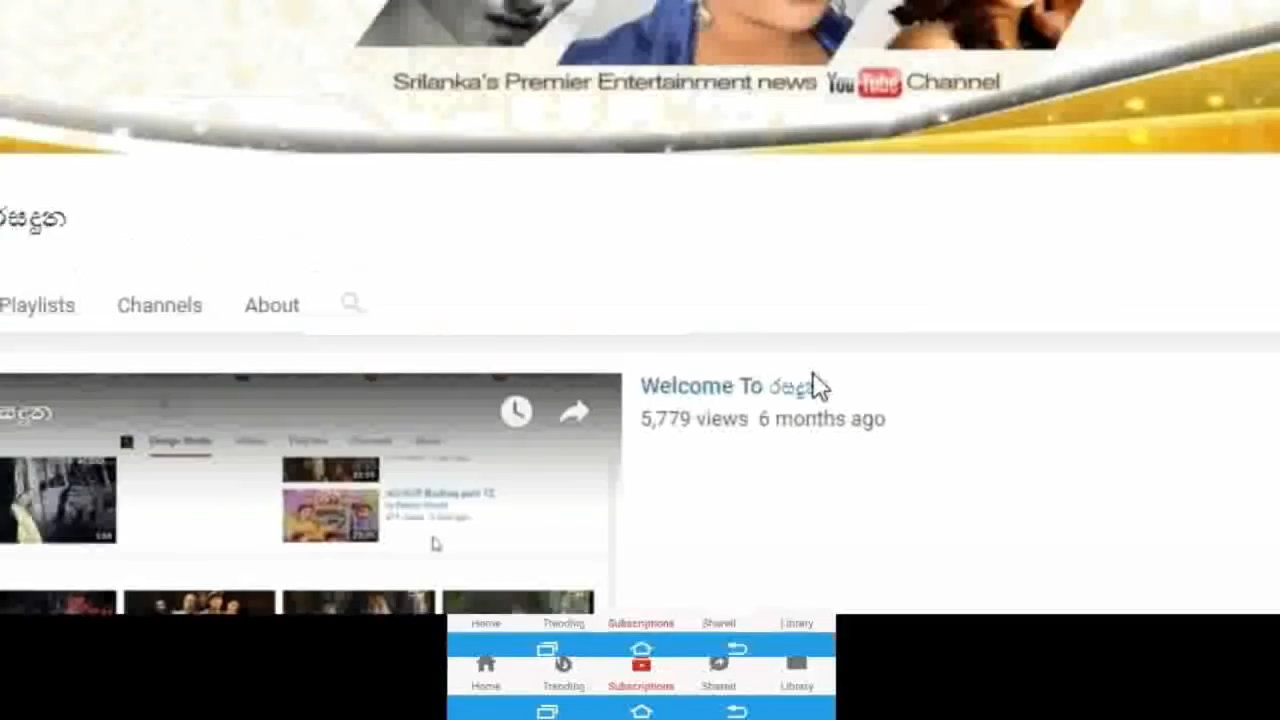 Srilanka's Premier Entertainment news YouTube Channel
රසදුන
Playlists Channels About
Welcome To
5,779 views 6 months ago
සදුන
Home Trending Subscriptions Shared Library
Home Trending Subscriptions Shared Library